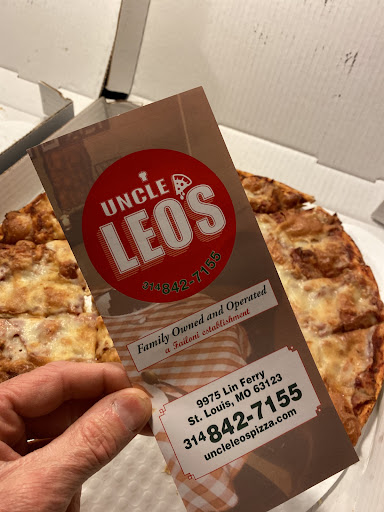 UNCLE
LEO'S
314 842-7155
Family Owned and Operated
a Failoni establishment
9975 Lin Ferry
St. Louis, MO 63123
314 842-7155
uncleleospizza.com